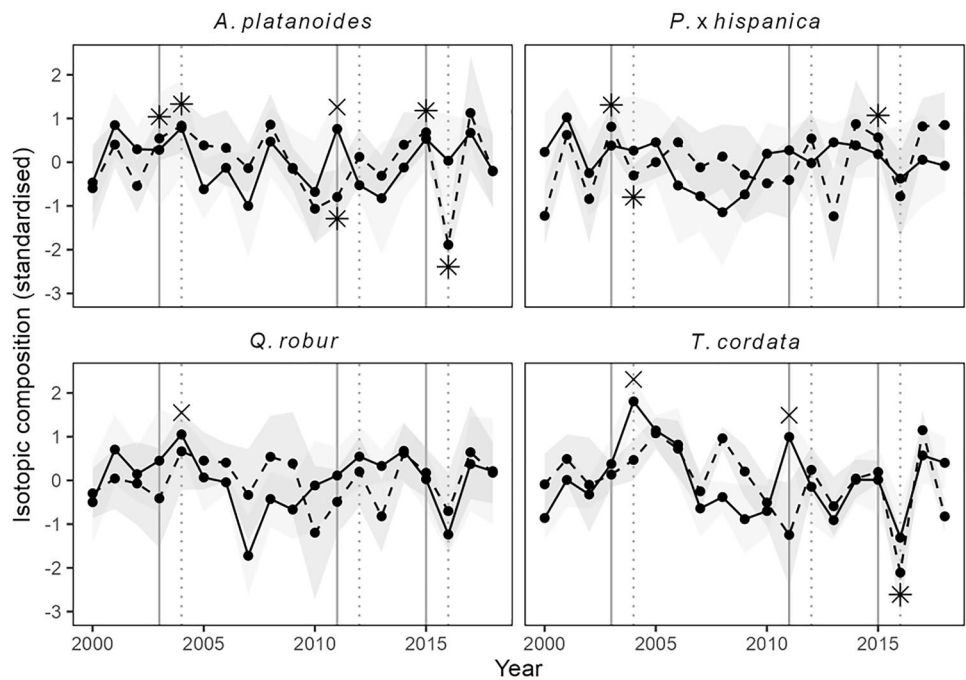 A. platanoides
P. x hispanica
2
1
0
-1
-2
-3
Q. robur
T. cordata
2
1
0
-1
-2
-3
2000 2005 2010 2015 2000 2005 2010 2015
Year
Isotopic composition (standardised)